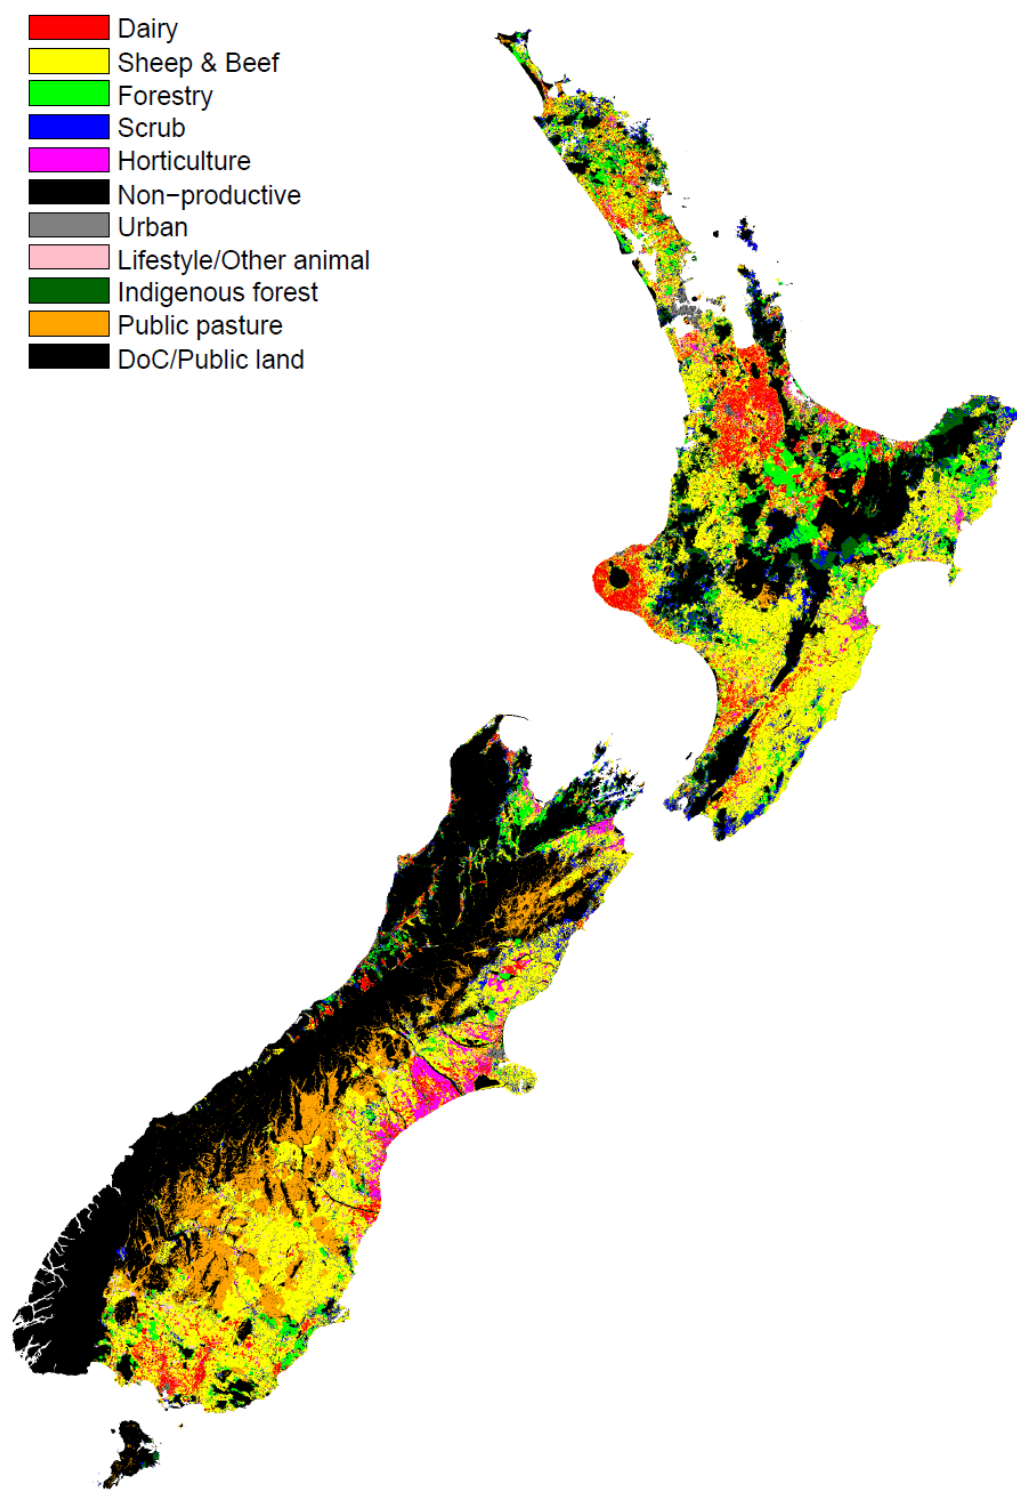 Dairy
Sheep & Beef
Forestry
Scrub
Horticulture
Non−productive
Urban
Lifestyle/Other animal
Indigenous forest
Public pasture
DoC/Public land